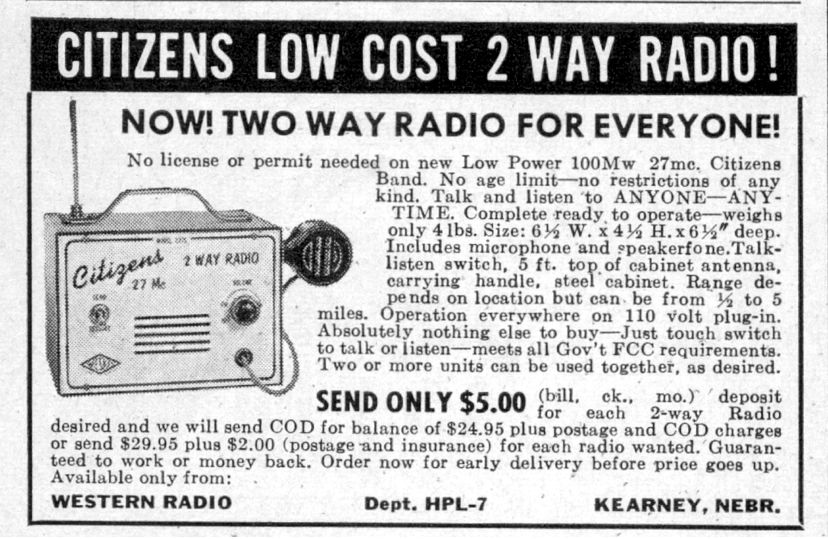 CITIZENS LOW COST 2 WAY RADIO!
NOW! TWO WAY RADIO FOR EVERYONE!
No license or permit needed on new Low Power 100Mw 27mc. Citizens
Band. No age limit—no restrictions of any
kind. Talk and listen to ANYONE—ANY-
TIME. Complete ready to operate—weighs
only 4 lbs. Size: 6½ W. x 4½ H. x 6½″ deep.
Includes microphone and speakerfone. Talk-
listen switch, 5 ft. top of cabinet antenna,
carrying handle, steel cabinet. Range de-
pends on location but can be from ½ to 5
miles. Operation everywhere on 110 volt plug-in.
Absolutely nothing else to buy—Just touch switch
to talk or listen—meets all Gov't FCC requirements.
Two or more units can be used together, as desired.
Citizens
2 WAY RADIO
27 Mc
SEND
VOLUME
SEND ONLY $5.00 (bill, ck., mo.) deposit
for each 2-way Radio
desired and we will send COD for balance of $24.95 plus postage and COD charges
or send $29.95 plus $2.00 (postage and insurance) for each radio wanted. Guaran-
teed to work or money back. Order now for early delivery before price goes up.
Available only from:
WESTERN RADIO Dept. HPL-7 KEARNEY, NEBR.